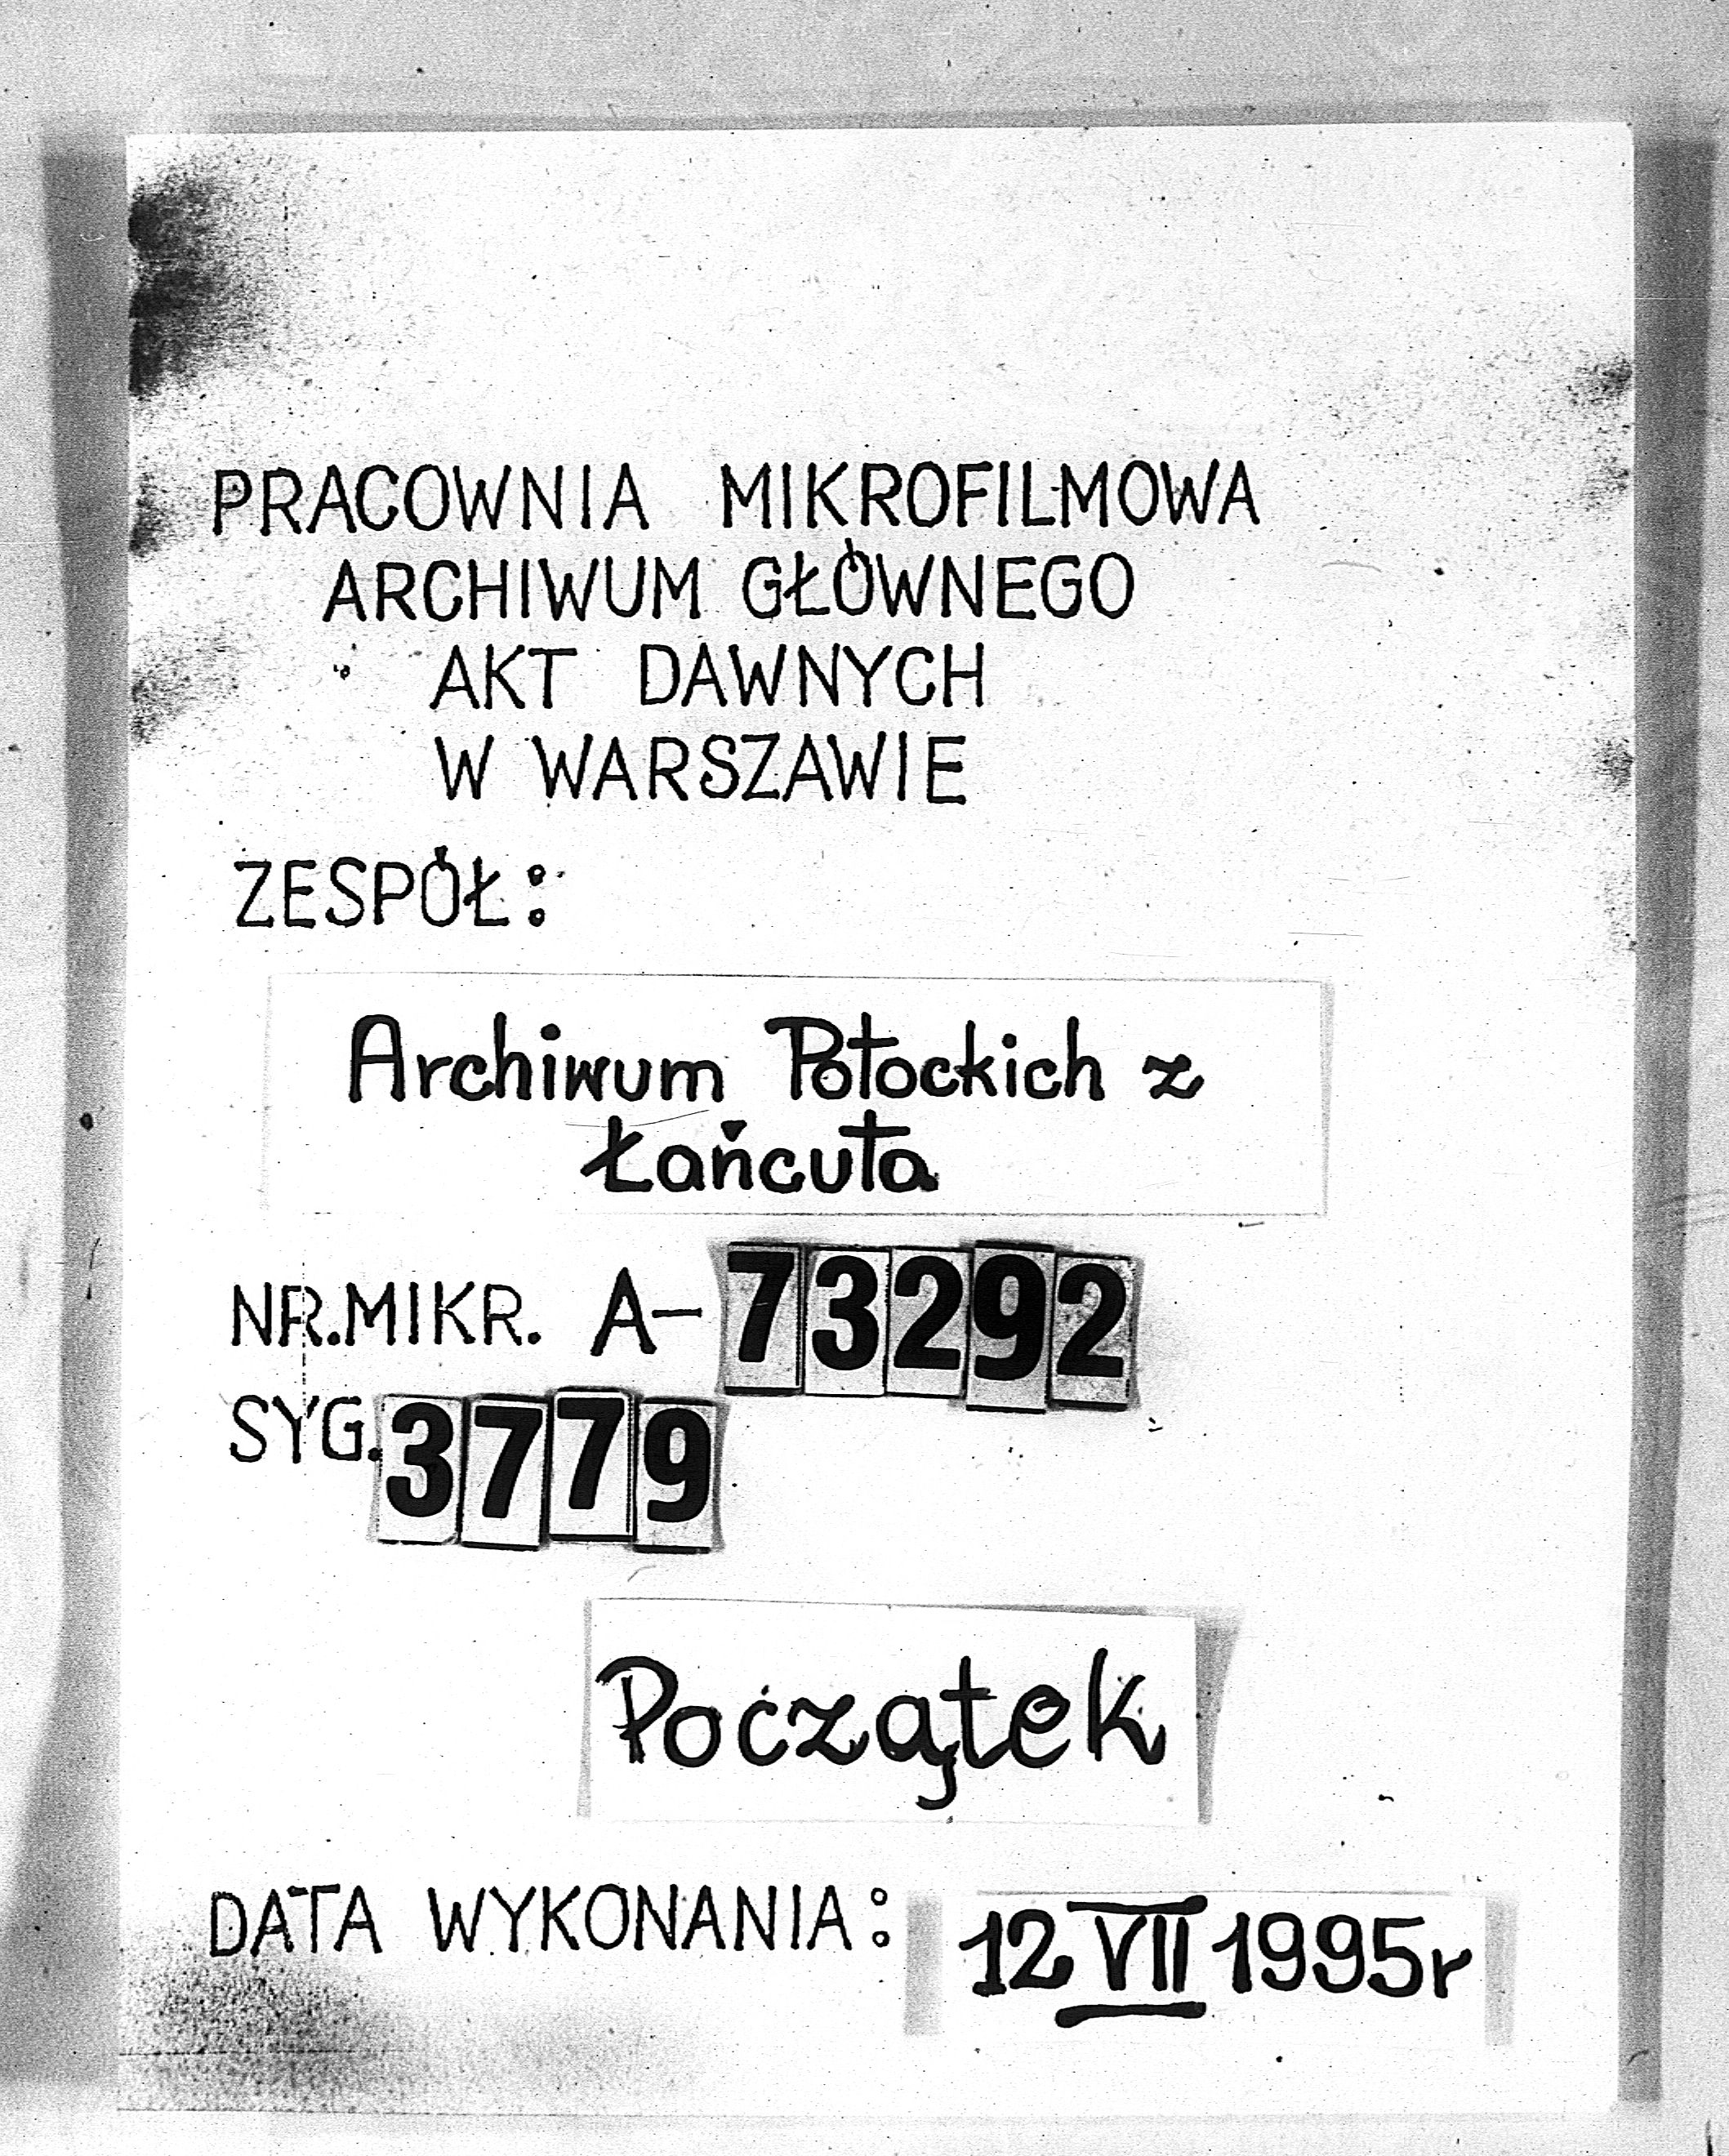 PRACOWNIA MIKROFILMOWA
ARCHIWUM GŁÓWNEGO
AKT DAWNYCH
W WARSZAWIE
ZESPÓŁ:
Archiwum Potockich z
Łańcuta
NR.MIKR. A-73292
SYG.3779
Początek
DATA WYKONANIA: 12 VII 1995r